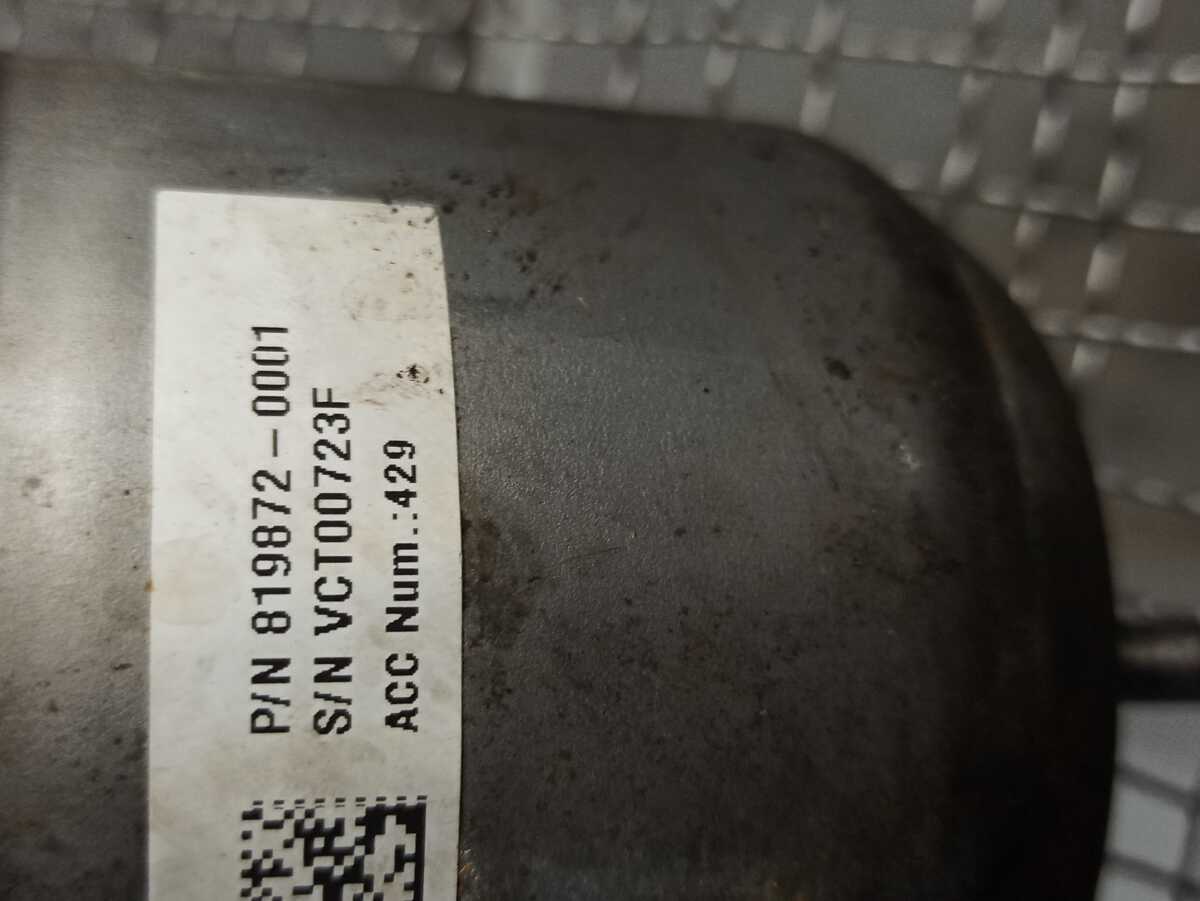 P/N 819872-0001
S/N VCT00723F
ACC Num.:429